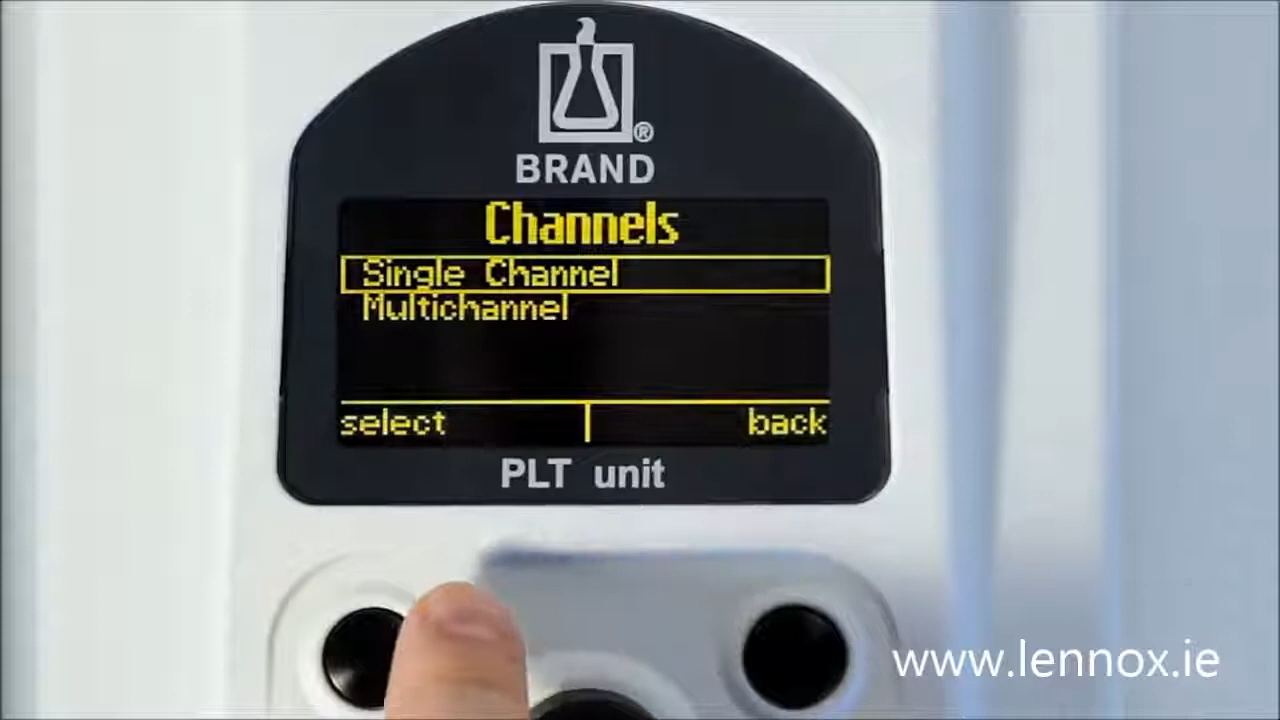 ®
BRAND
Channels
Single Channel
Multichannel
select back
PLT unit
www.lennox.ie